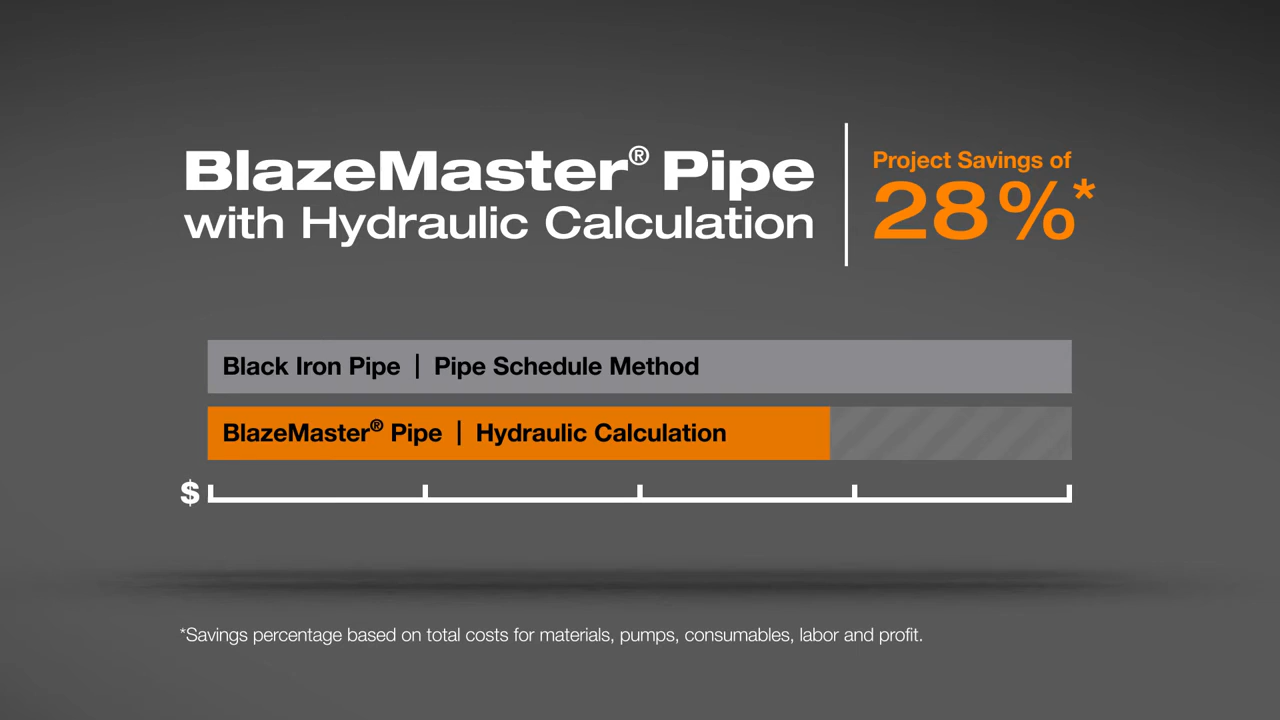 BlazeMaster® Pipe
with Hydraulic Calculation
Project Savings of
28%*
Black Iron Pipe | Pipe Schedule Method
BlazeMaster® Pipe | Hydraulic Calculation
$
*Savings percentage based on total costs for materials, pumps, consumables, labor and profit.